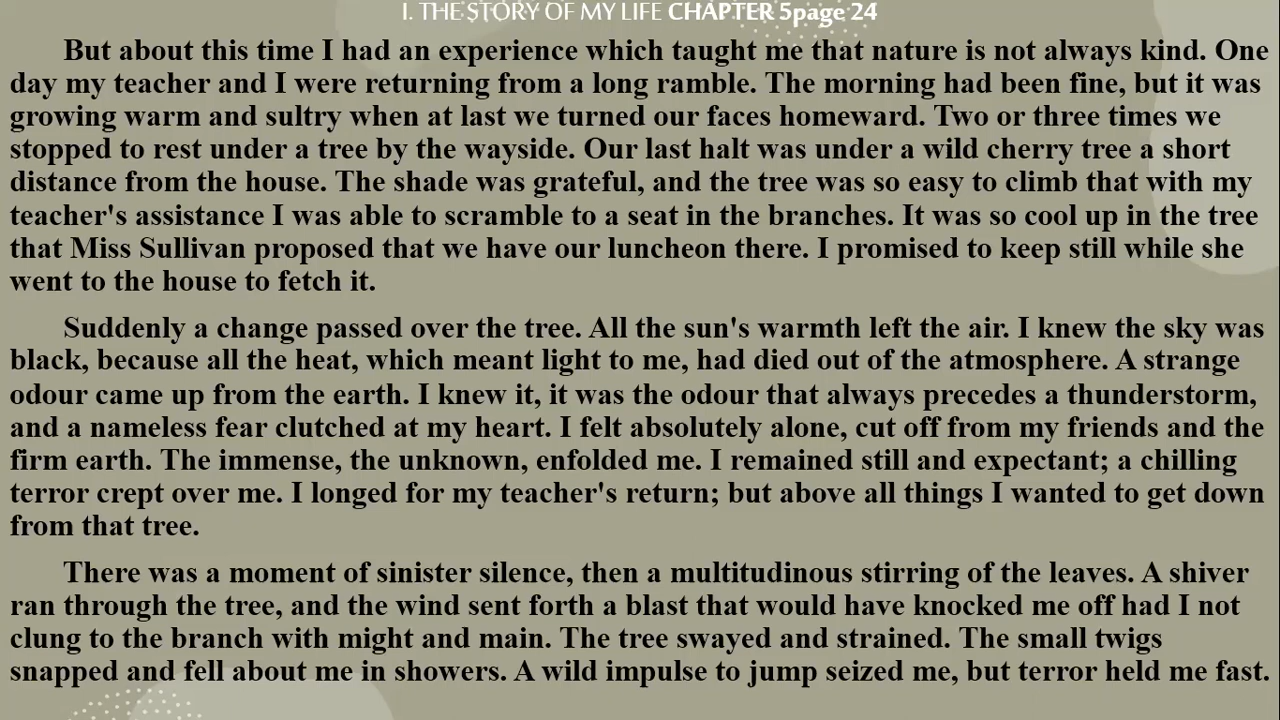 I. THE STORY OF MY LIFE CHAPTER 5page 24
But about this time I had an experience which taught me that nature is not always kind. One
day my teacher and I were returning from a long ramble. The morning had been fine, but it was
growing warm and sultry when at last we turned our faces homeward. Two or three times we
stopped to rest under a tree by the wayside. Our last halt was under a wild cherry tree a short
distance from the house. The shade was grateful, and the tree was so easy to climb that with my
teacher's assistance I was able to scramble to a seat in the branches. It was so cool up in the tree
that Miss Sullivan proposed that we have our luncheon there. I promised to keep still while she
went to the house to fetch it.
Suddenly a change passed over the tree. All the sun's warmth left the air. I knew the sky was
black, because all the heat, which meant light to me, had died out of the atmosphere. A strange
odour came up from the earth. I knew it, it was the odour that always precedes a thunderstorm,
and a nameless fear clutched at my heart. I felt absolutely alone, cut off from my friends and the
firm earth. The immense, the unknown, enfolded me. I remained still and expectant; a chilling
terror crept over me. I longed for my teacher's return; but above all things I wanted to get down
from that tree.
There was a moment of sinister silence, then a multitudinous stirring of the leaves. A shiver
ran through the tree, and the wind sent forth a blast that would have knocked me off had I not
clung to the branch with might and main. The tree swayed and strained. The small twigs
snapped and fell about me in showers. A wild impulse to jump seized me, but terror held me fast.